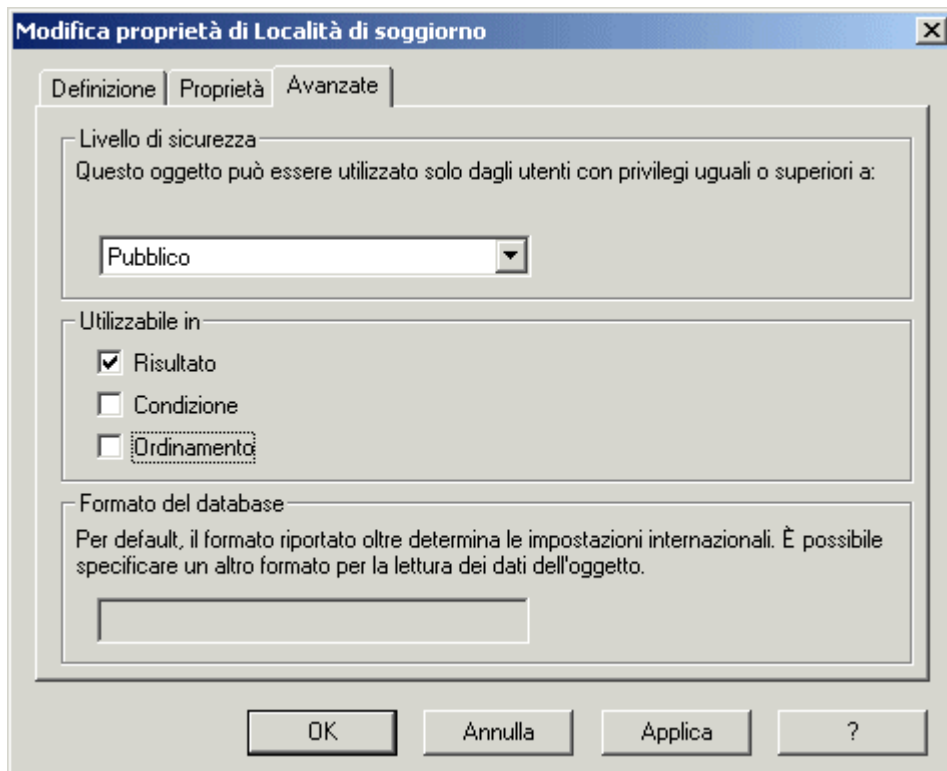 Modifica proprietà di Località di soggiorno
Definizione
Proprietà
Avanzate
Livello di sicurezza
Questo oggetto può essere utilizzato solo dagli utenti con privilegi uguali o superiori a:
Pubblico
Utilizzabile in
Risultato
Condizione
Ordinamento
Formato del database
Per default, il formato riportato oltre determina le impostazioni internazionali. È possibile
specificare un altro formato per la lettura dei dati dell'oggetto.
OK
Annulla
Applica
?